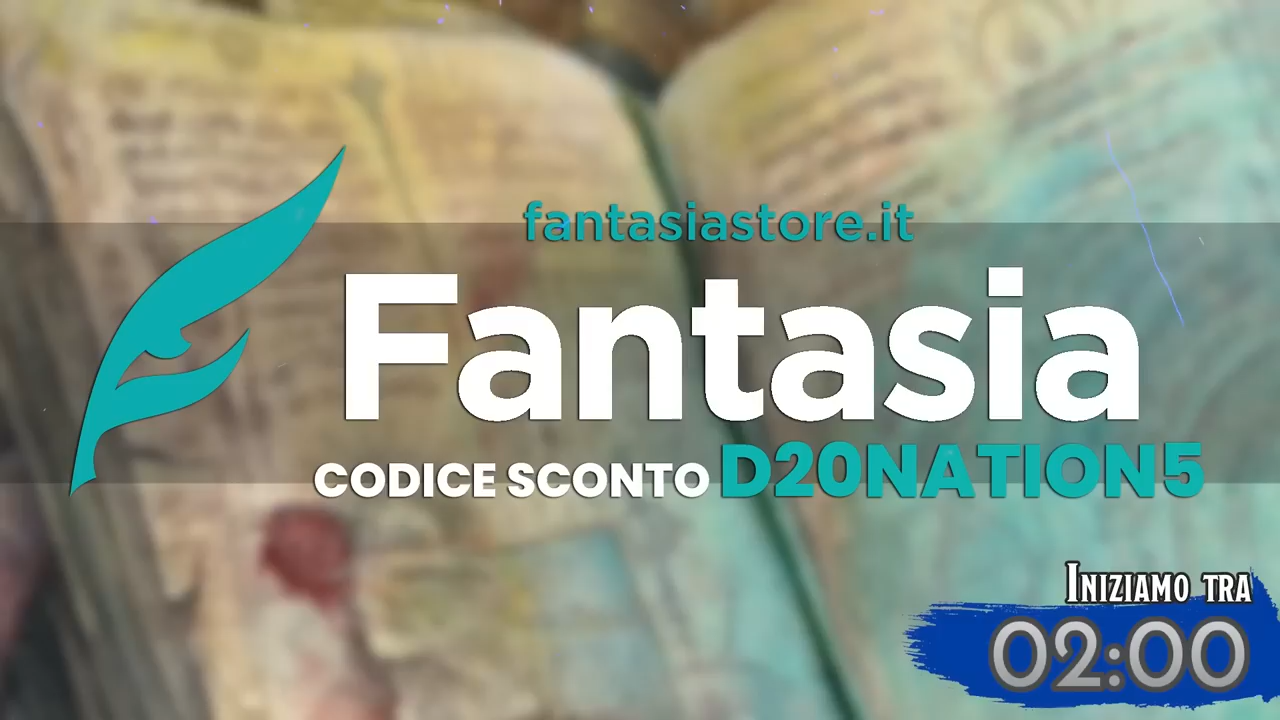 fantasiastore.it
Fantasia
CODICE SCONTO D20NATION5
INIZIAMO TRA
02:00